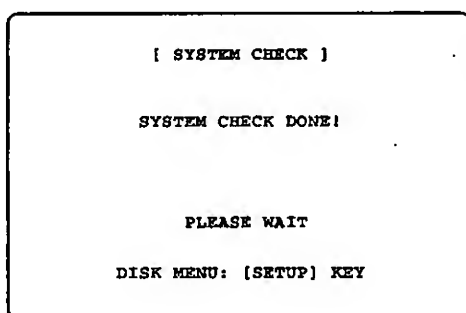 [ SYSTEM CHECK ]
SYSTEM CHECK DONE!
PLEASE WAIT
DISK MENU: [SETUP] KEY